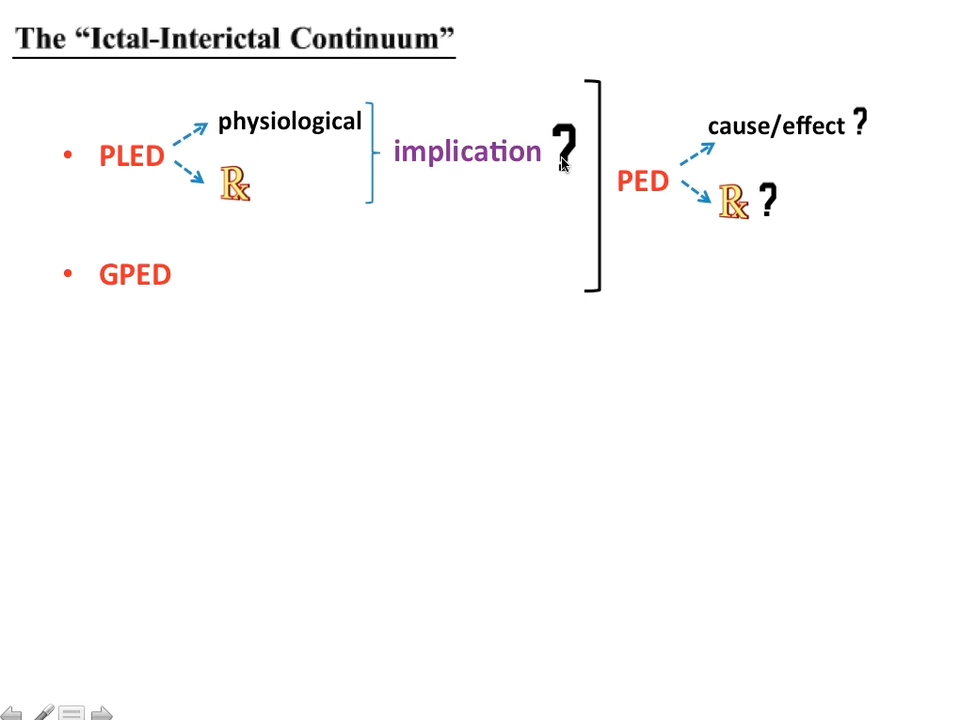 The “Ictal-Interictal Continuum”
• PLED
physiological
℞
implication ?
• GPED
PED
cause/effect ?
℞ ?